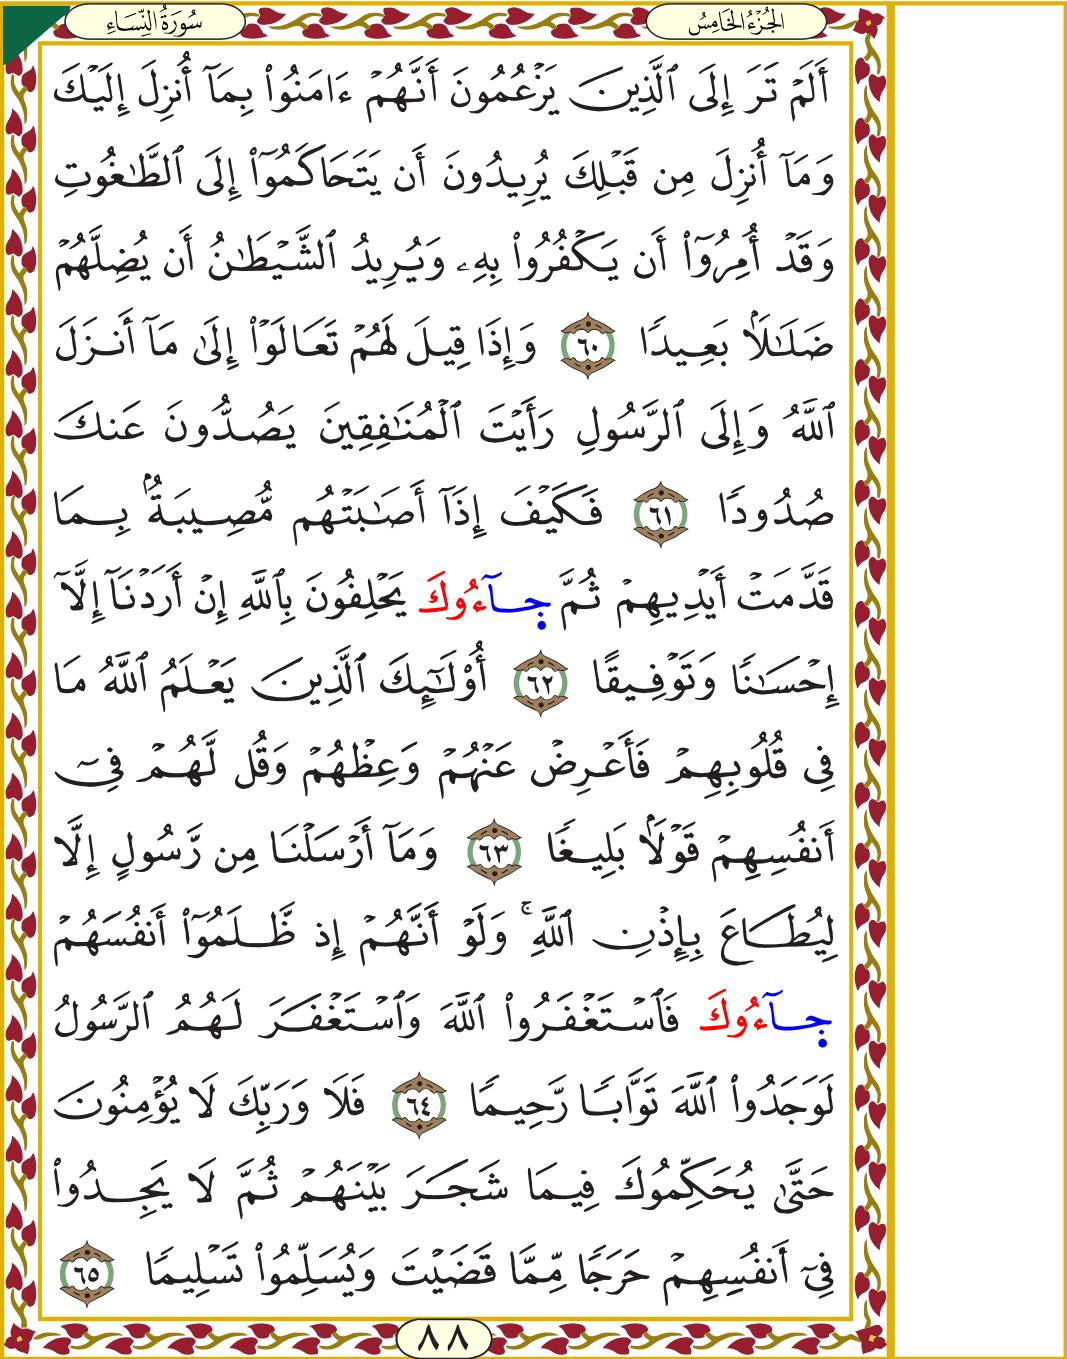 الجُزْءُ الخَامِسُ
سُورَةُ النِّسَاءِ
أَلَمْ تَرَ إِلَى ٱلَّذِينَ يَزْعُمُونَ أَنَّهُمْ ءَامَنُوا۟ بِمَآ أُنزِلَ إِلَيْكَ
وَمَآ أُنزِلَ مِن قَبْلِكَ يُرِيدُونَ أَن يَتَحَاكَمُوٓا۟ إِلَى ٱلطَّـٰغُوتِ
وَقَدْ أُمِرُوٓا۟ أَن يَكْفُرُوا۟ بِهِۦ وَيُرِيدُ ٱلشَّيْطَـٰنُ أَن يُضِلَّهُمْ
ضَلَـٰلًۢا بَعِيدًا ٦٠ وَإِذَا قِيلَ لَهُمْ تَعَالَوْا۟ إِلَىٰ مَآ أَنزَلَ
ٱللَّهُ وَإِلَى ٱلرَّسُولِ رَأَيْتَ ٱلْمُنَـٰفِقِينَ يَصُدُّونَ عَنكَ
صُدُودًا ٦١ فَكَيْفَ إِذَآ أَصَـٰبَتْهُم مُّصِيبَةٌۢ بِمَا
قَدَّمَتْ أَيْدِيهِمْ ثُمَّ جَآءُوكَ يَحْلِفُونَ بِٱللَّهِ إِنْ أَرَدْنَآ إِلَّآ
إِحْسَـٰنًا وَتَوْفِيقًا ٦٢ أُو۟لَـٰٓئِكَ ٱلَّذِينَ يَعْلَمُ ٱللَّهُ مَا
فِى قُلُوبِهِمْ فَأَعْرِضْ عَنْهُمْ وَعِظْهُمْ وَقُل لَّهُمْ فِىٓ
أَنفُسِهِمْ قَوْلًۢا بَلِيغًا ٦٣ وَمَآ أَرْسَلْنَا مِن رَّسُولٍ إِلَّا
لِيُطَاعَ بِإِذْنِ ٱللَّهِ ۚ وَلَوْ أَنَّهُمْ إِذ ظَّلَمُوٓا۟ أَنفُسَهُمْ
جَآءُوكَ فَٱسْتَغْفَرُوا۟ ٱللَّهَ وَٱسْتَغْفَرَ لَهُمُ ٱلرَّسُولُ
لَوَجَدُوا۟ ٱللَّهَ تَوَّابًا رَّحِيمًا ٦٤ فَلَا وَرَبِّكَ لَا يُؤْمِنُونَ
حَتَّىٰ يُحَكِّمُوكَ فِيمَا شَجَرَ بَيْنَهُمْ ثُمَّ لَا يَجِدُوا۟
فِىٓ أَنفُسِهِمْ حَرَجًا مِّمَّا قَضَيْتَ وَيُسَلِّمُوا۟ تَسْلِيمًا ٦٥
٨٨